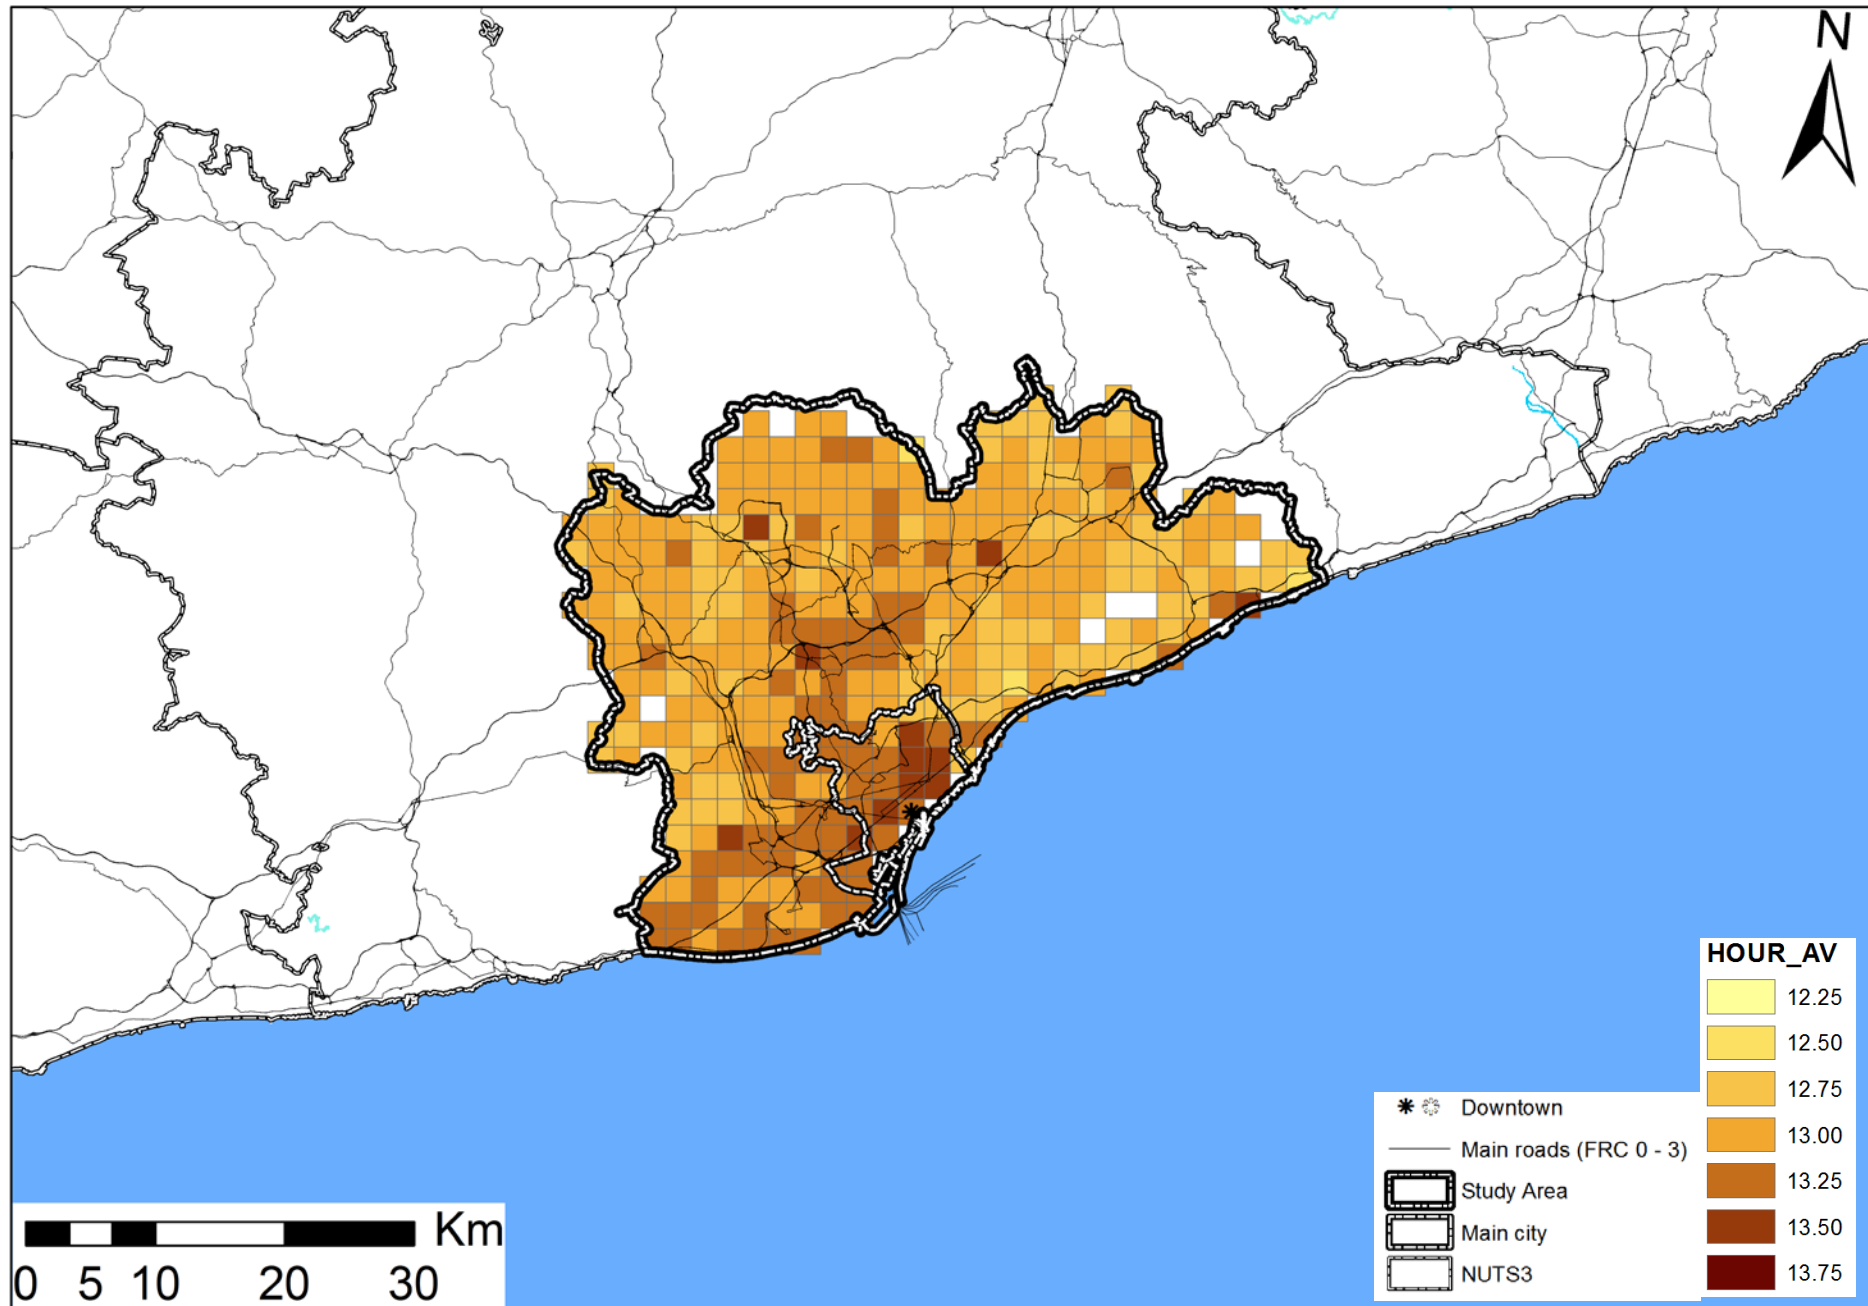 N
HOUR_AV
12.25
12.50
12.75
13.00
13.25
13.50
13.75
Downtown
Main roads (FRC 0 - 3)
Study Area
Main city
NUTS3
Km
0 5 10 20 30